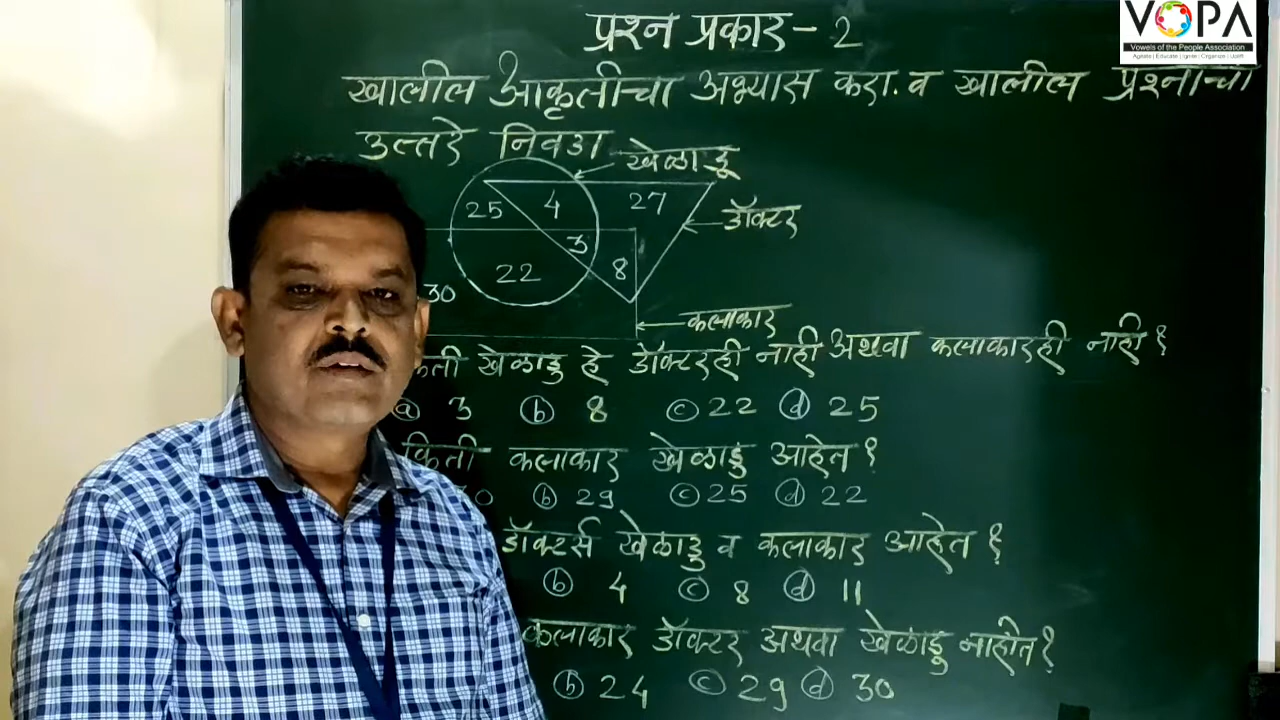 VOPA
Vowels of the People Association
प्रश्न प्रकार - 2
खालील आकृतीचा अभ्यास करा. व खालील प्रश्नांची
उत्तरे निवडा
खेळाडू
25 4 27
डॉक्टर
3
22 8
30
कलाकार
किती खेळाडु हे डॉक्टरही नाही अथवा कलाकारही नाही ?
ⓐ 3 ⓑ 8 ⓒ 22 ⓓ 25
किती कलाकार खेळाडु आहेत ?
0 ⓑ 29 ⓒ 25 ⓓ 22
डॉक्टर्स खेळाडु व कलाकार आहेत ?
ⓑ 4 ⓒ 8 ⓓ 11
कलाकार डॉक्टर अथवा खेळाडु नाहीत ?
ⓑ 24 ⓒ 29 ⓓ 30